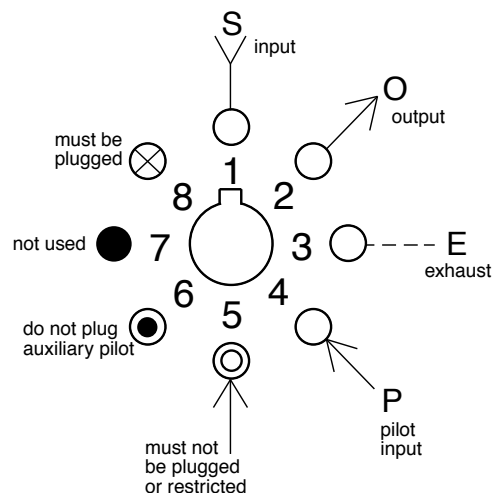 S
input
O
output
must be
plugged
1
8
2
not used
7
3
E
exhaust
6
4
5
do not plug
auxiliary pilot
P
pilot
input
must not
be plugged
or restricted